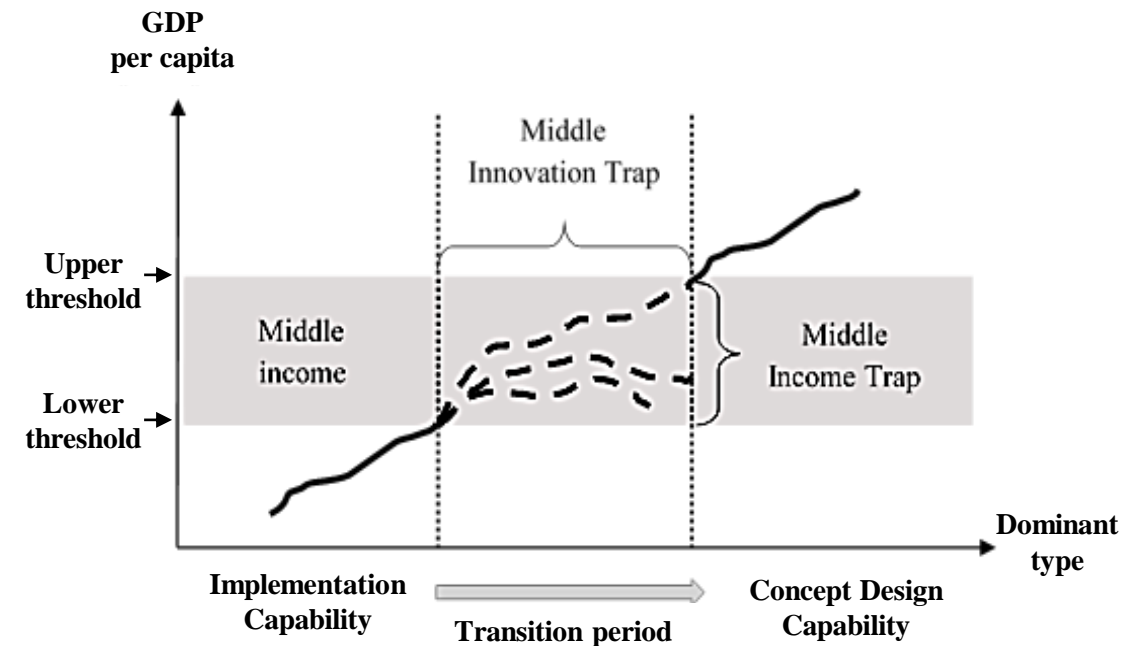 GDP
per capita
Middle
Innovation Trap
Upper
threshold
Middle
income
Middle
Income Trap
Lower
threshold
Dominant
type
Implementation
Capability
Transition period
Concept Design
Capability